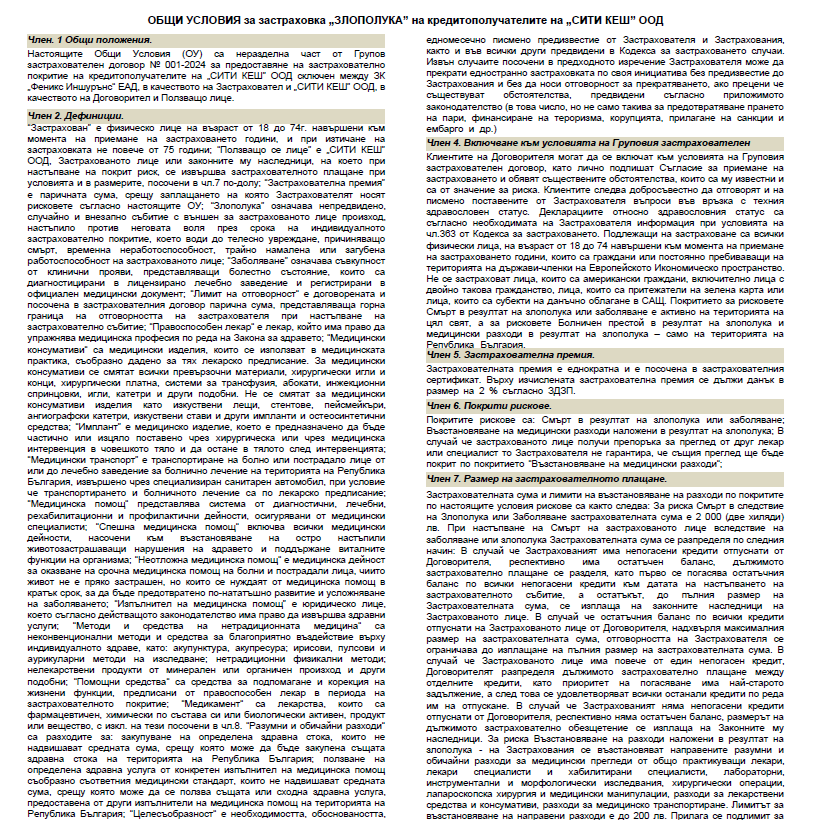 ОБЩИ УСЛОВИЯ за застраховка „ЗЛОПОЛУКА” на кредитополучателите на „СИТИ КЕШ” ООД
Член. 1 Общи положения.
Настоящите Общи Условия (ОУ) са неразделна част от Групов
застрахователен договор № 001-2024 за предоставяне на застрахователно
покритие на кредитополучателите на „СИТИ КЕШ” ООД сключен между ЗК
„Феникс Иншурънс” ЕАД, в качеството на Застраховател и „СИТИ КЕШ” ООД, в
качеството на Договорител и Ползващо лице.
Член 2. Дефиниции.
“Застрахован” е физическо лице на възраст от 18 до 74г. навършени към
момента на приемане на застраховането години, и при изтичане на
застраховката не повече от 75 години; “Ползващо се лице” е „СИТИ КЕШ”
ООД, Застрахованото лице или законните му наследници, на което при
настъпване на покрит риск, се извършва застрахователното плащане при
условията и в размерите, посочени в чл.7 по-долу; “Застрахователна премия”
е паричната сума, срещу заплащането на която Застрахователят носят
рисковете съгласно настоящите ОУ; “Злополука” означава непредвидено,
случайно и внезапно събитие с външен за застрахованото лице произход,
настъпило против неговата воля през срока на индивидуалното
застрахователно покритие, което води до телесно увреждане, причиняващо
смърт, временна неработоспособност, трайно намалена или загубена
работоспособност на застрахованото лице; “Заболяване” означава съвкупност
от клинични прояви, представляващи болестно състояние, които са
диагностицирани в лицензирано лечебно заведение и регистрирани в
официален медицински документ; “Лимит на отговорност” е договорената и
посочена в застрахователния договор парична сума, представляваща горна
граница на отговорността на застрахователя при настъпване на
застрахователно събитие; “Правоспособен лекар” е лекар, който има право да
упражнява медицинска професия по реда на Закона за здравето; “Медицински
консумативи” са медицински изделия, които се използват в медицинската
практика, съобразно дадено за тях лекарско предписание. За медицински
консумативи се смятат всички превързочни материали, хирургически игли и
конци, хирургически платна, системи за трансфузия, абокати, инжекционни
спринцовки, игли, катетри и други подобни. Не се смятат за медицински
консумативи изделия като изкуствени лещи, стентове, пейсмейкъри,
ангиографски катетри, изкуствени стави и други импланти и остеосинтетични
средства; “Имплант” е медицинско изделие, което е предназначено да бъде
частично или изцяло поставено чрез хирургическа или чрез медицинска
интервенция в човешкото тяло и да остане в тялото след интервенцията;
“Медицински транспорт” е транспортиране на болно или пострадало лице от
или до лечебно заведение за болнично лечение на територията на Република
България, извършено чрез специализиран санитарен автомобил, при условие
че транспортирането и болничното лечение са по лекарско предписание;
“Медицинска помощ” представлява система от диагностични, лечебни,
рехабилитационни и профилактични дейности, осигурявани от медицински
специалисти; “Спешна медицинска помощ” включва всички медицински
дейности, насочени към възстановяване на остро настъпили
животозастрашаващи нарушения на здравето и поддържане виталните
функции на организма; “Неотложна медицинска помощ” е медицинска дейност
за оказване на срочна медицинска помощ на болни и пострадали лица, чиито
живот не е пряко застрашен, но които се нуждаят от медицинска помощ в
кратък срок, за да бъде предотвратено по-нататъшно развитие и усложняване
на заболяването; “Изпълнител на медицинска помощ” е юридическо лице,
което съгласно действащото законодателство има право да извършва здравни
услуги; “Методи и средства на нетрадиционната медицина” са
неконвенционални методи и средства за благоприятно въздействие върху
индивидуалното здраве, като: акупунктура, акупресура; ирисови, пулсови и
аурикуларни методи на изследване; нетрадиционни физикални методи;
нелекарствени продукти от минерален или органичен произход и други
подобни; “Помощни средства” са средства за подпомагане и корекция на
жизнени функции, предписани от правоспособен лекар в периода на
застрахователното покритие; “Медикамент” са лекарства, които са
фармацевтичен, химически по състава си или биологически активен, продукт
или вещество, с изкл. на тези посочени в чл.8. “Разумни и обичайни разходи”
са разходите за: закупуване на определена здравна стока, които не
надвишават средната сума, срещу която може да бъде закупена същата
здравна стока на територията на Република България; ползване на
определена здравна услуга от конкретен изпълнител на медицинска помощ
съобразно съответния медицински стандарт, които не надвишават средната
сума, срещу която може да се ползва същата или сходна здравна услуга,
предоставена от други изпълнители на медицинска помощ на територията на
Република България; “Целесъобразност” е необходимостта, обосноваността,
едномесечно писмено предизвестие от Застрахователя и Застрахования,
както и във всички други предвидени в Кодекса за застраховането случаи.
Извън случаите посочени в предходното изречение Застрахователя може да
прекрати едностранно застраховката по своя инициатива без предизвестие до
Застрахования и без да носи отговорност за прекратяването, ако прецени че
съществуват обстоятелства, предвидени съгласно приложимото
законодателство (в това число, но не само такива за предотвратяване прането
на пари, финансиране на тероризма, корупцията, прилагане на санкции и
ембарго и др.)
Член 4. Включване към условията на Груповия застрахователен
Клиентите на Договорителя могат да се включат към условията на Груповия
застрахователен договор, като лично подпишат Съгласие за приемане на
застраховането и обявят съществените обстоятелства, които са му известни и
са от значение за риска. Клиентите следва добросъвестно да отговорят и на
писмено поставените от Застрахователя въпроси във връзка с техния
здравословен статус. Декларациите относно здравословния статус са
съгласно необходимата на Застрахователя информация при условията на
чл.363 от Кодекса за застраховането. Подлежащи на застраховане са всички
физически лица, на възраст от 18 до 74 навършени към момента на приемане
на застраховането години, които са граждани или постоянно пребиваващи на
територията на държави-членки на Европейското Икономическо пространство.
Не се застраховат лица, които са американски граждани, включително лица с
двойно такова гражданство, лица, които са притежатели на зелена карта или
лица, които са субекти на данъчно облагане в САЩ. Покритието за рисковете
Смърт в резултат на злополука или заболяване е активно на територията на
цял свят, а за рисковете Болничен престой в резултат на злополука и
медицински разходи в резултат на злополука – само на територията на
Република България.
Член 5. Застрахователна премия.
Застрахователната премия е еднократна и е посочена в застрахователния
сертификат. Върху изчислената застрахователна премия се дължи данък в
размер на 2 % съгласно ЗДЗП.
Член 6. Покрити рискове.
Покритите рискове са: Смърт в резултат на злополука или заболяване;
Възстановяване на медицински разходи наложени в резултат на злополука; В
случай че застрахованото лице получи препоръка за преглед от друг лекар
или специалист то Застрахователя не гарантира, че същия преглед ще бъде
покрит по покритието “Възстановяване на медицински разходи”;
Член 7. Размер на застрахователното плащане.
Застрахователната сума и лимити на възстановяване на разходи по покритите
по настоящите условия рискове са както следва: За риска Смърт в следствие
на Злополука или Заболяване застрахователната сума е 2 000 (две хиляди)
лв. При настъпване на Смърт на застрахованото лице вследствие на
заболяване или злополука Застрахователната сума се разпределя по следния
начин: В случай че Застрахованият има непогасени кредити отпуснати от
Договорителя, респективно има остатъчен баланс, дължимото
застрахователно плащане се разделя, като първо се погасява остатъчния
баланс по всички непогасени кредити към датата на настъпването на
застрахователното събитие, а остатъкът, до пълния размер на
Застрахователната сума, се изплаща на законните наследници на
Застрахованото лице. В случай че остатъчния баланс по всички кредити
отпуснати на Застрахованото лице от Договорителя, надхвърля максималния
размер на застрахователната сума, отговорността на Застрахователя се
ограничава до изплащане на пълния размер на застрахователната сума. В
случай че Застрахованото лице има повече от един непогасен кредит,
Договорителят разпределя дължимото застрахователно плащане между
отделните кредити, като приоритет на погасяване има най-старото
задължение, а след това се удовлетворяват всички останали кредити по реда
им на отпускане. В случай че Застрахованият няма непогасени кредити
отпуснати от Договорителя, респективно няма остатъчен баланс, размерът на
дължимото застрахователно обезщетение се изплаща на Законните му
наследници. За риска Възстановяване на разходи наложени в резултат на
злополука - на Застрахования се възстановяват направените разумни и
обичайни разходи за медицински прегледи от общо практикуващи лекари,
лекари специалисти и хабилитирани специалисти, лабораторни,
инструментални и морфологически изследвания, хирургически операции,
лапароскопска хирургия и медицински манипулации, разходи за лекарствени
средства и консумативи, разходи за медицинско транспортиране. Лимитът за
възстановяване на направени разходи е до 200 лв. Прилага се подлимит за